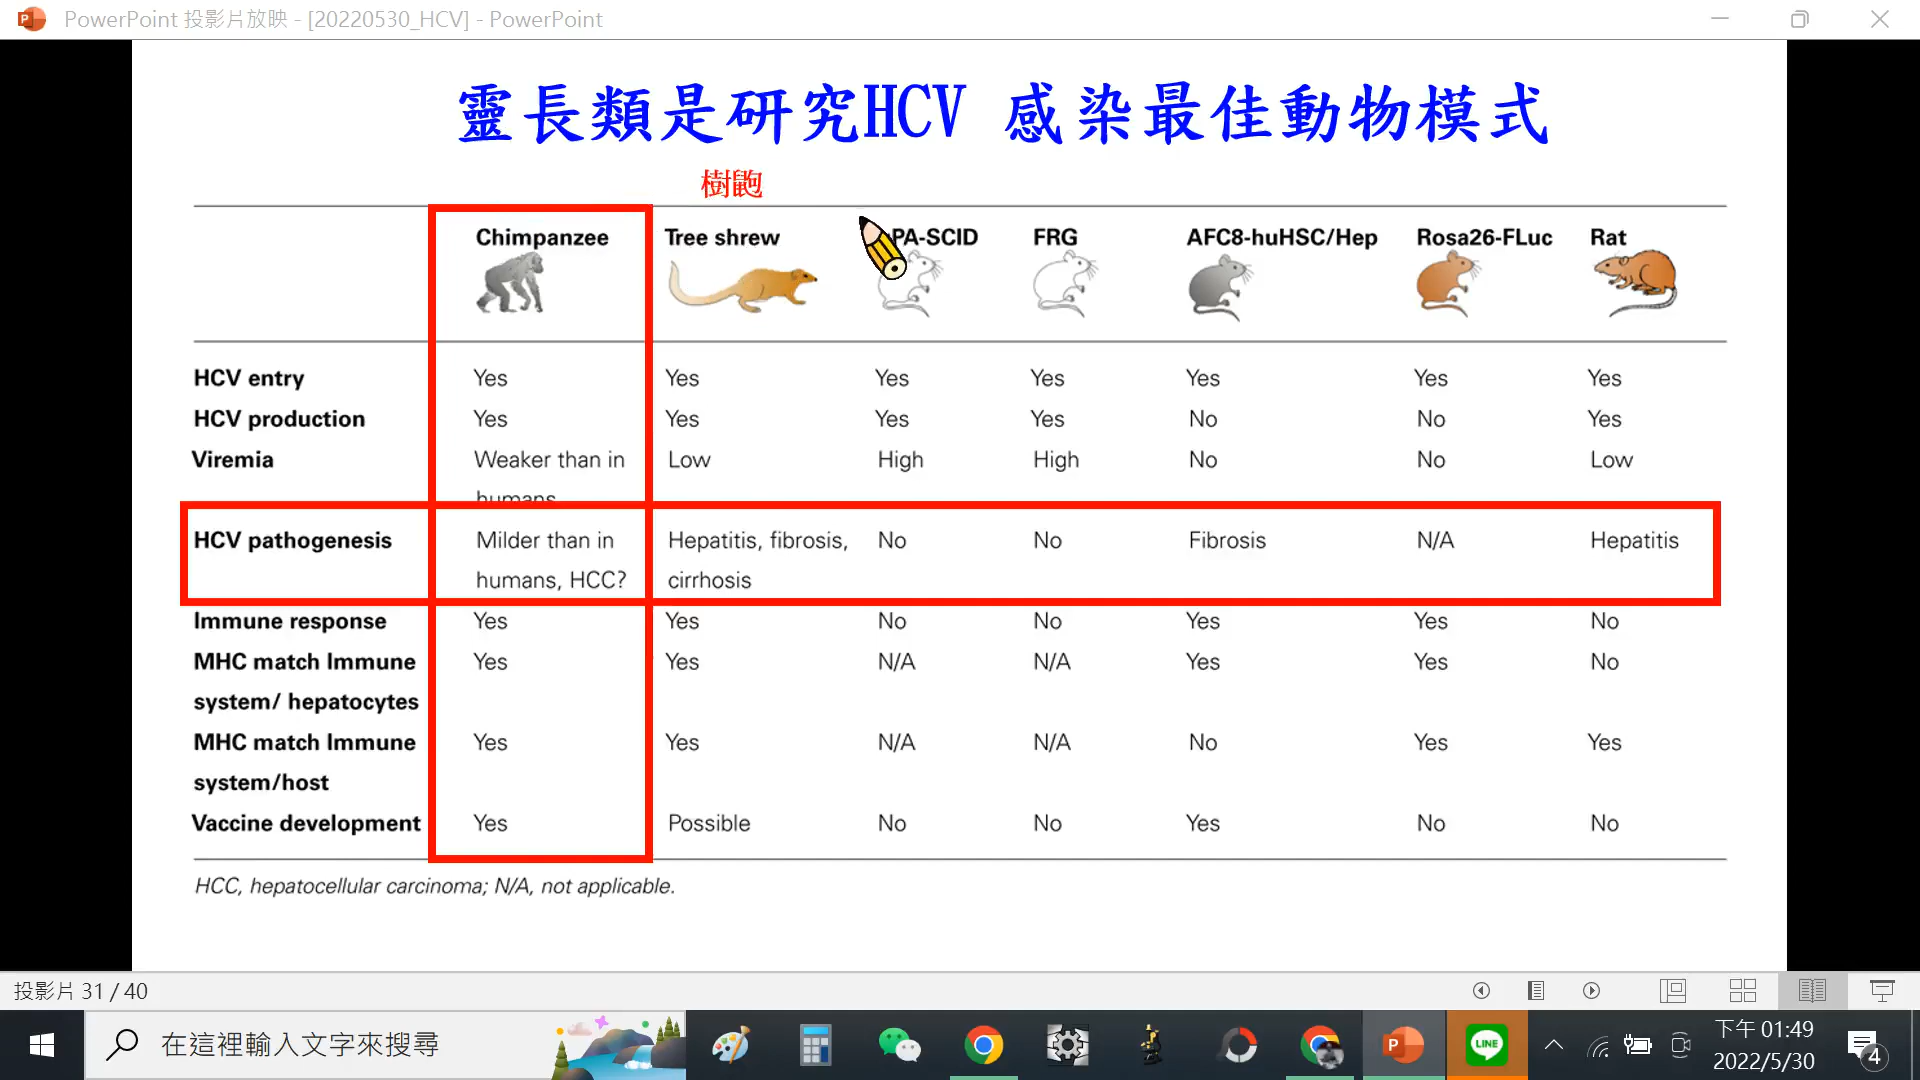 PowerPoint 投影片放映 - [20220530_HCV] - PowerPoint
靈長類是研究HCV 感染最佳動物模式
樹鼩
Chimpanzee Tree shrew PA-SCID FRG AFC8-huHSC/Hep Rosa26-FLuc Rat
HCV entry Yes Yes Yes Yes Yes Yes Yes
HCV production Yes Yes Yes Yes No No Yes
Viremia Weaker than in Low High High No No Low
humans
HCV pathogenesis Milder than in Hepatitis, fibrosis, No No Fibrosis N/A Hepatitis
humans, HCC? cirrhosis
Immune response Yes Yes No No Yes Yes No
MHC match Immune Yes Yes N/A N/A Yes Yes No
system/ hepatocytes
MHC match Immune Yes Yes N/A N/A No Yes Yes
system/host
Vaccine development Yes Possible No No Yes No No
HCC, hepatocellular carcinoma; N/A, not applicable.
投影片 31 / 40
在這裡輸入文字來搜尋
LINE
下午 01:49
2022/5/30
4